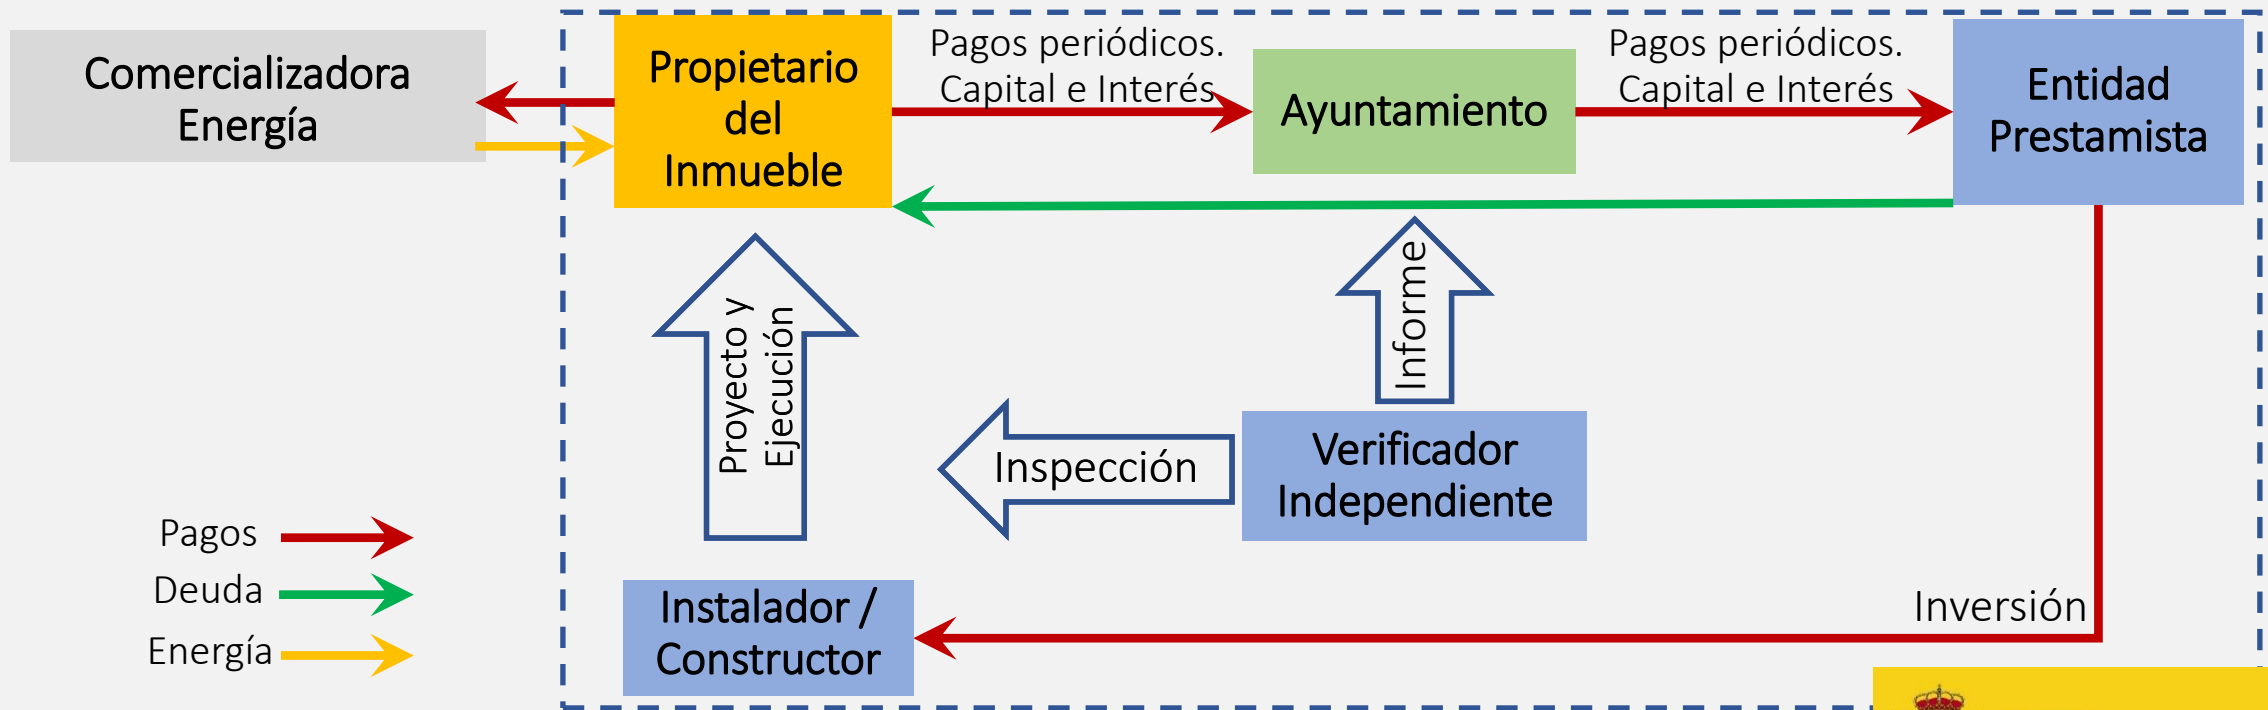 Comercializadora
Energía
Propietario
del
Inmueble
Pagos periódicos.
Capital e Interés
Ayuntamiento
Pagos periódicos.
Capital e Interés
Entidad
Prestamista
Proyecto y
Ejecución
Informe
Inspección
Verificador
Independiente
Pagos
Deuda
Energía
Instalador /
Constructor
Inversión